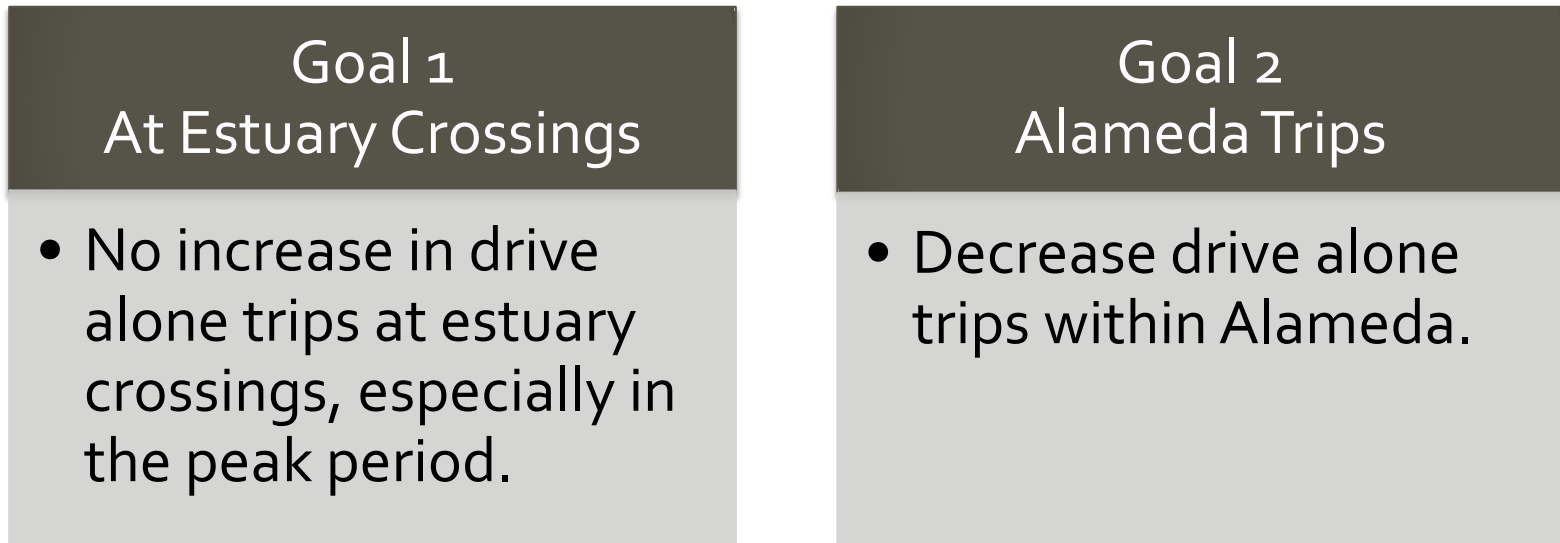 Goal 1
At Estuary Crossings
• No increase in drive
alone trips at estuary
crossings, especially in
the peak period.
Goal 2
Alameda Trips
• Decrease drive alone
trips within Alameda.